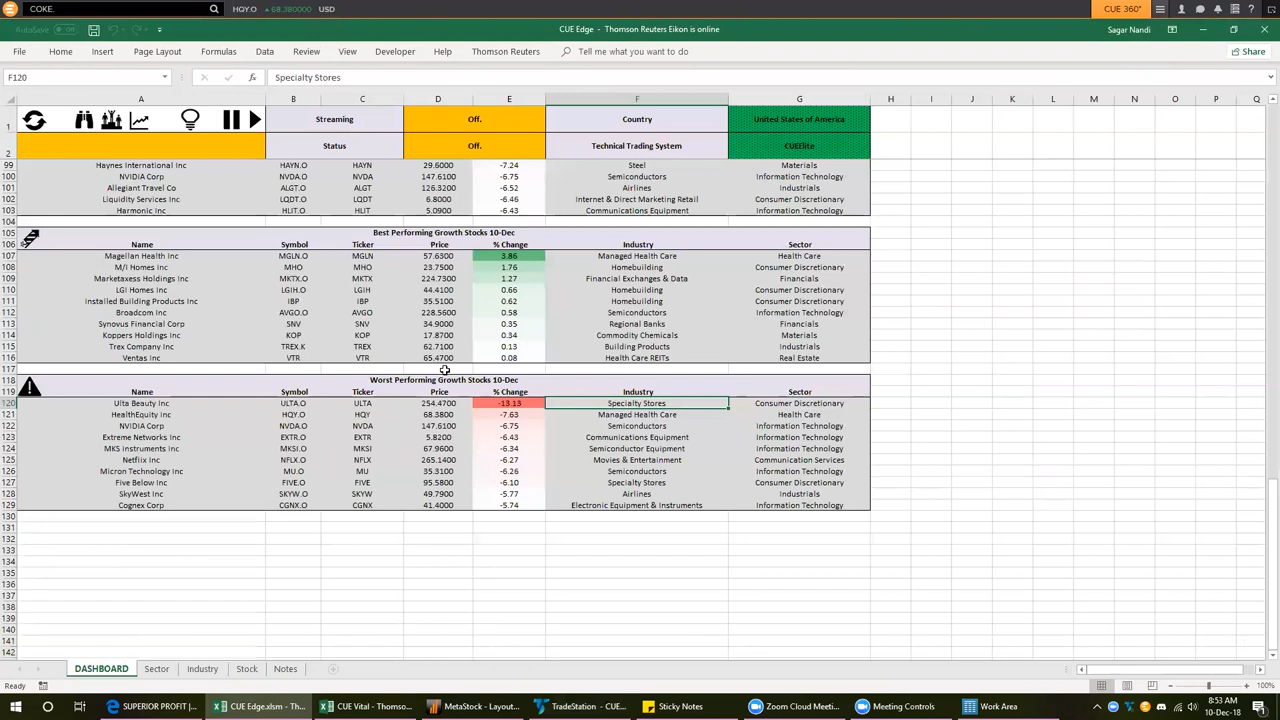 COKE.
HQY.O 68.380000 USD
CUE 360°
AutoSave Off
CUE Edge - Thomson Reuters Eikon is online
Sagar Nandi
File Home Insert Page Layout Formulas Data Review View Developer Help Thomson Reuters Tell me what you want to do Share
F120 fx Specialty Stores
A B C D E F G H I J K L M N O P Q
1 Streaming Off. Country United States of America
2 Status Off. Technical Trading System CUEElite
99 Haynes International Inc HAYN.O HAYN 29.6000 -7.24 Steel Materials
100 NVIDIA Corp NVDA.O NVDA 147.6100 -6.75 Semiconductors Information Technology
101 Allegiant Travel Co ALGT.O ALGT 126.3200 -6.52 Airlines Industrials
102 Liquidity Services Inc LQDT.O LQDT 6.8000 -6.46 Internet & Direct Marketing Retail Consumer Discretionary
103 Harmonic Inc HLIT.O HLIT 5.0900 -6.43 Communications Equipment Information Technology
104
105 Best Performing Growth Stocks 10-Dec
106 Name Symbol Ticker Price % Change Industry Sector
107 Magellan Health Inc MGLN.O MGLN 57.6300 3.86 Managed Health Care Health Care
108 M/I Homes Inc MHO MHO 23.7500 1.76 Homebuilding Consumer Discretionary
109 Marketaxess Holdings Inc MKTX.O MKTX 224.7300 1.27 Financial Exchanges & Data Financials
110 LGI Homes Inc LGIH.O LGIH 44.4100 0.66 Homebuilding Consumer Discretionary
111 Installed Building Products Inc IBP IBP 35.5100 0.62 Homebuilding Consumer Discretionary
112 Broadcom Inc AVGO.O AVGO 228.5600 0.58 Semiconductors Information Technology
113 Synovus Financial Corp SNV SNV 34.9000 0.35 Regional Banks Financials
114 Koppers Holdings Inc KOP KOP 17.8700 0.34 Commodity Chemicals Materials
115 Trex Company Inc TREX.K TREX 62.7100 0.13 Building Products Industrials
116 Ventas Inc VTR VTR 65.4700 0.08 Health Care REITs Real Estate
117
118 Worst Performing Growth Stocks 10-Dec
119 Name Symbol Ticker Price % Change Industry Sector
120 Ulta Beauty Inc ULTA.O ULTA 254.4700 -13.13 Specialty Stores Consumer Discretionary
121 HealthEquity Inc HQY.O HQY 68.3800 -7.63 Managed Health Care Health Care
122 NVIDIA Corp NVDA.O NVDA 147.6100 -6.75 Semiconductors Information Technology
123 Extreme Networks Inc EXTR.O EXTR 5.8200 -6.43 Communications Equipment Information Technology
124 MKS Instruments Inc MKSI.O MKSI 67.9600 -6.34 Semiconductor Equipment Information Technology
125 Netflix Inc NFLX.O NFLX 265.1400 -6.27 Movies & Entertainment Communication Services
126 Micron Technology Inc MU.O MU 35.3100 -6.26 Semiconductors Information Technology
127 Five Below Inc FIVE.O FIVE 95.5800 -6.10 Specialty Stores Consumer Discretionary
128 SkyWest Inc SKYW.O SKYW 49.7900 -5.77 Airlines Industrials
129 Cognex Corp CGNX.O CGNX 41.4000 -5.74 Electronic Equipment & Instruments Information Technology
130
131
132
133
134
135
136
137
138
139
140
141
142
DASHBOARD Sector Industry Stock Notes
Ready 100%
SUPERIOR PROFIT |... CUE Edge.xlsm - Th... CUE Vital - Thomso... MetaStock - Layout... TradeStation - CUE... Sticky Notes Zoom Cloud Meeti... Meeting Controls Work Area 8:53 AM
10-Dec-18